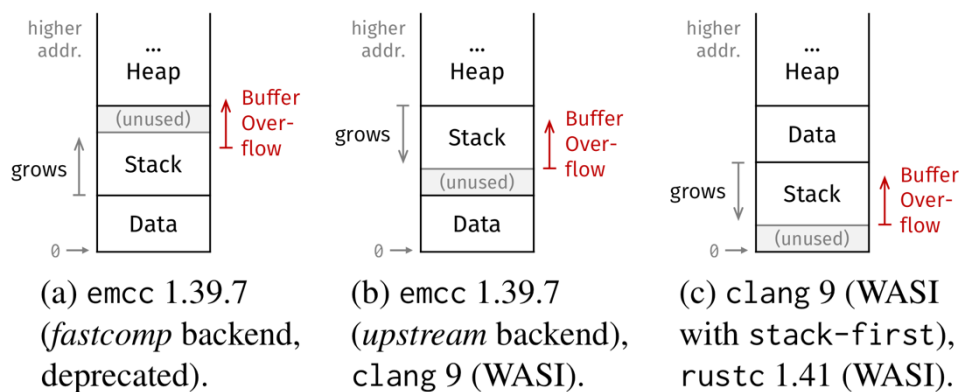 higher
addr.
...
Heap
(unused)
Buffer
Over-
flow
grows
Stack
Data
0
(a) emcc 1.39.7
(fastcomp backend,
deprecated).
higher
addr.
...
Heap
grows
Stack
Buffer
Over-
flow
(unused)
Data
0
(b) emcc 1.39.7
(upstream backend),
clang 9 (WASI).
higher
addr.
...
Heap
Data
grows
Stack
Buffer
Over-
flow
(unused)
0
(c) clang 9 (WASI
with stack-first),
rustc 1.41 (WASI).